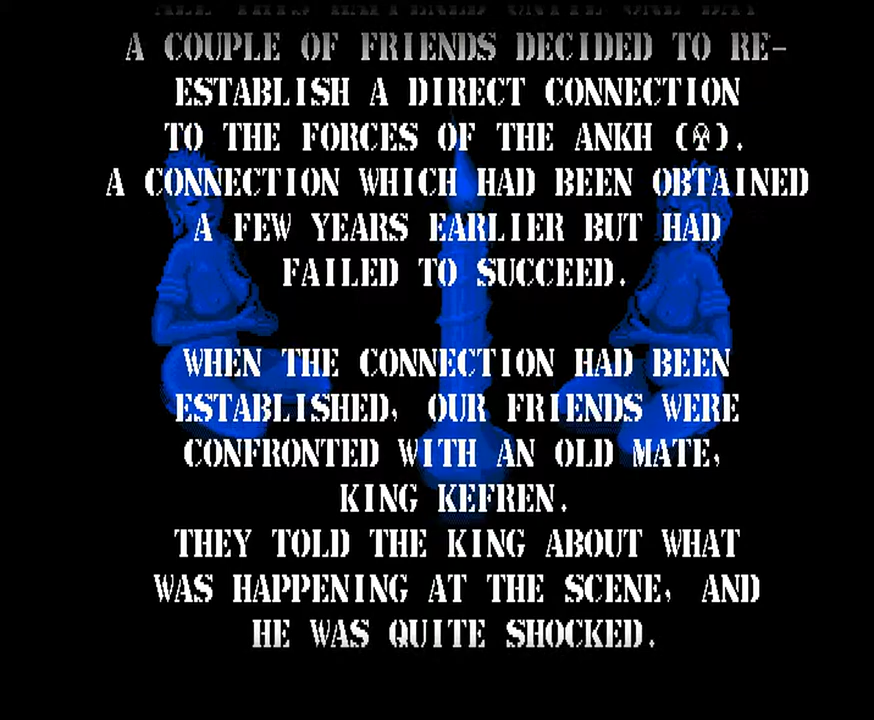 A COUPLE OF FRIENDS DECIDED TO RE-
ESTABLISH A DIRECT CONNECTION
TO THE FORCES OF THE ANKH (☥).
A CONNECTION WHICH HAD BEEN OBTAINED
A FEW YEARS EARLIER BUT HAD
FAILED TO SUCCEED.
WHEN THE CONNECTION HAD BEEN
ESTABLISHED, OUR FRIENDS WERE
CONFRONTED WITH AN OLD MATE,
KING KEFREN.
THEY TOLD THE KING ABOUT WHAT
WAS HAPPENING AT THE SCENE, AND
HE WAS QUITE SHOCKED.